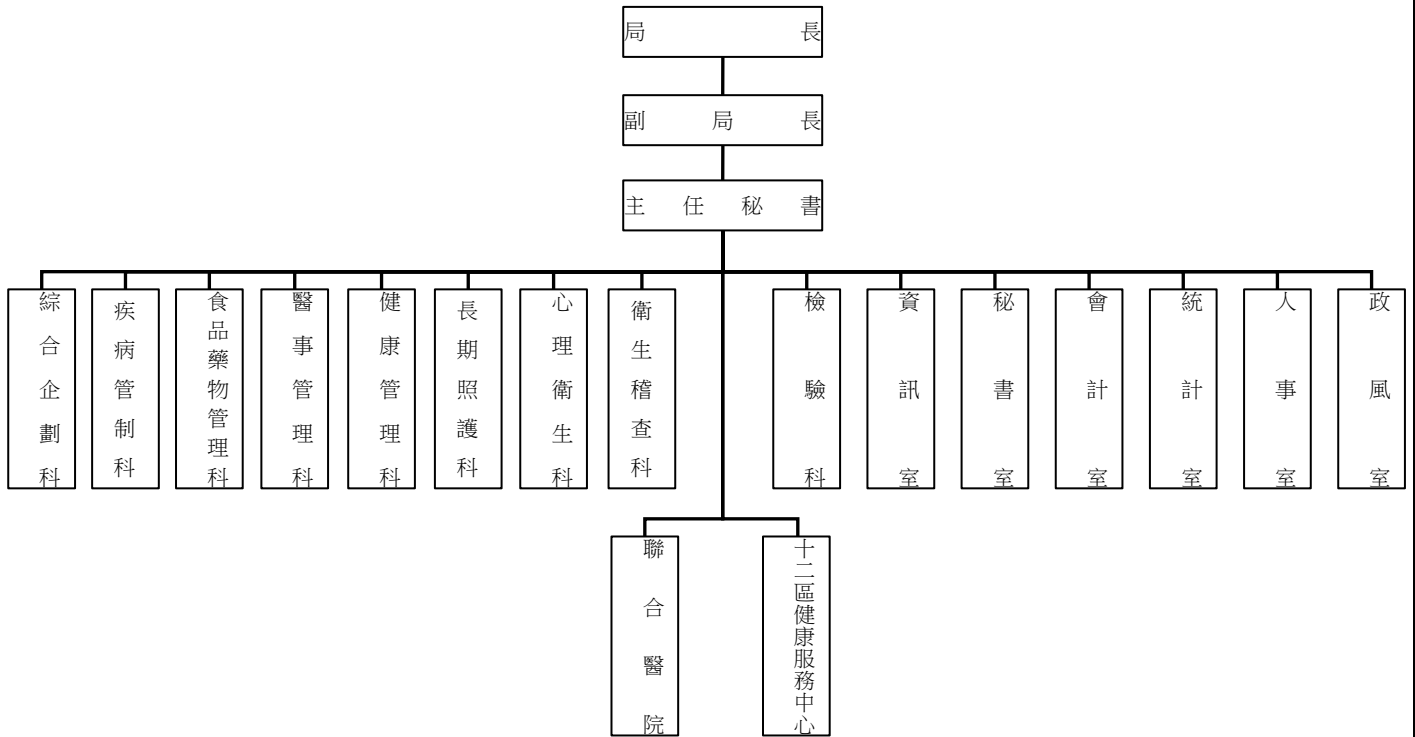 局長
副局長
主任秘書
綜合企劃科
疾病管制科
食品藥物管理科
醫事管理科
健康管理科
長期照護科
心理衛生科
衛生稽查科
檢驗科
資訊室
秘書室
會計室
統計室
人事室
政風室
聯合醫院
十二區健康服務中心